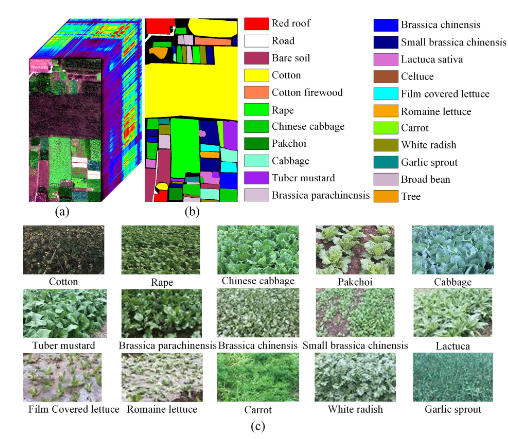 Red roof
Road
Bare soil
Cotton
Cotton firewood
Rape
Chinese cabbage
Pakchoi
Cabbage
Tuber mustard
Brassica parachinensis
Brassica chinensis
Small brassica chinensis
Lactuca sativa
Celtuce
Film covered lettuce
Romaine lettuce
Carrot
White radish
Garlic sprout
Broad bean
Tree
(a) (b)
Cotton Rape Chinese cabbage Pakchoi Cabbage
Tuber mustard Brassica parachinensis Brassica chinensis Small brassica chinensis Lactuca
Film Covered lettuce Romaine lettuce Carrot White radish Garlic sprout
(c)